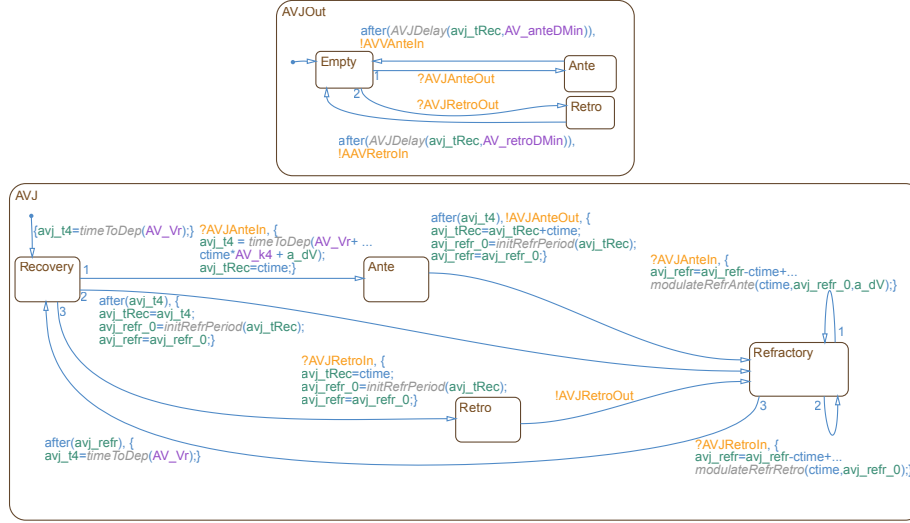 AVJOut
after(AVJDelay(avj_tRec,AV_anteDMin)),
!AVVAnteIn
Empty
Ante
1
?AVJAnteOut
2
?AVJRetroOut
Retro
after(AVJDelay(avj_tRec,AV_retroDMin)),
!AAVRetroIn
AVJ
{avj_t4=timeToDep(AV_Vr);}
?AVJAnteIn, {
avj_t4 = timeToDep(AV_Vr+ ...
ctime*AV_k4 + a_dV);
avj_tRec=ctime;}
after(avj_t4), !AVJAnteOut, {
avj_tRec=avj_tRec+ctime;
avj_refr_0=initRefrPeriod(avj_tRec);
avj_refr=avj_refr_0;}
Recovery
1
2
3
Ante
?AVJAnteIn, {
avj_refr=avj_refr-ctime+...
modulateRefrAnte(ctime,avj_refr_0,a_dV);}
after(avj_t4), {
avj_tRec=avj_t4;
avj_refr_0=initRefrPeriod(avj_tRec);
avj_refr=avj_refr_0;}
1
Refractory
?AVJRetroIn, {
avj_tRec=ctime;
avj_refr_0=initRefrPeriod(avj_tRec);
avj_refr=avj_refr_0;}
Retro
!AVJRetroOut
3
2
after(avj_refr), {
avj_t4=timeToDep(AV_Vr);}
?AVJRetroIn, {
avj_refr=avj_refr-ctime+...
modulateRefrRetro(ctime,avj_refr_0);}